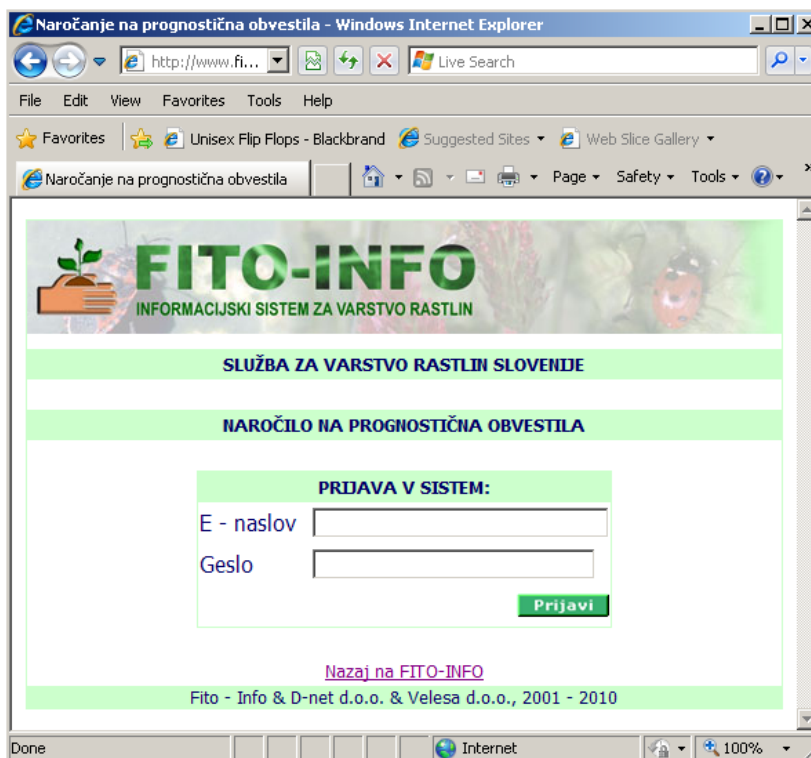 Naročanje na prognostična obvestila - Windows Internet Explorer
http://www.fi...
Live Search
File Edit View Favorites Tools Help
Favorites Unisex Flip Flops - Blackbrand Suggested Sites Web Slice Gallery
Naročanje na prognostična obvestila Page Safety Tools »
FITO-INFO
INFORMACIJSKI SISTEM ZA VARSTVO RASTLIN
SLUŽBA ZA VARSTVO RASTLIN SLOVENIJE
NAROČILO NA PROGNOSTIČNA OBVESTILA
PRIJAVA V SISTEM:
E - naslov
Geslo
Prijavi
Nazaj na FITO-INFO
Fito - Info & D-net d.o.o. & Velesa d.o.o., 2001 - 2010
Done Internet 100%